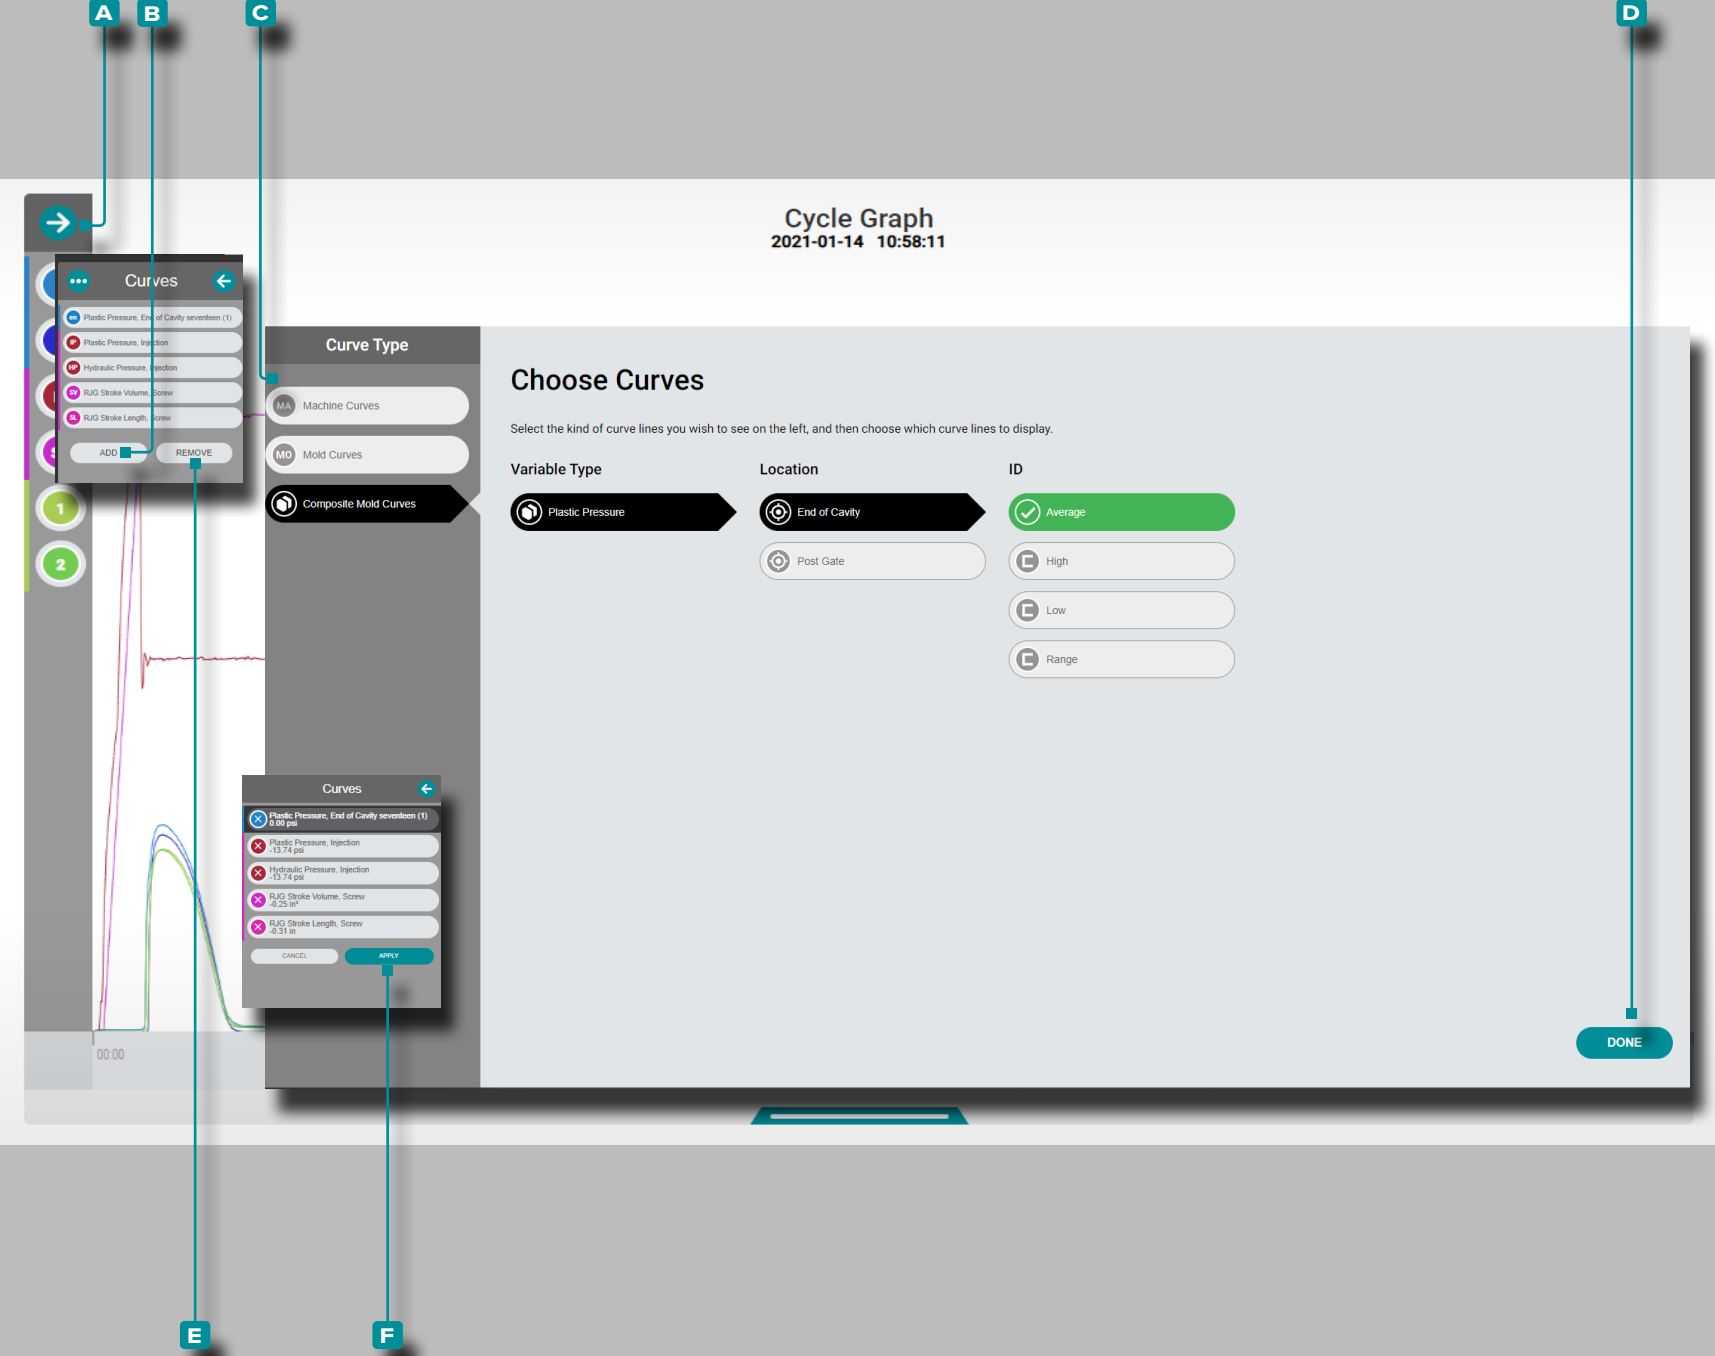 A
B
C
D
Cycle Graph
2021-01-14 10:58:11
Curves
en
Plastic Pressure, End of Cavity seventeen (1)
IP
Plastic Pressure, Injection
HP
Hydraulic Pressure, Injection
SV
RJG Stroke Volume, Screw
SL
RJG Stroke Length, Screw
ADD
REMOVE
1
2
Curve Type
MA
Machine Curves
MO
Mold Curves
Composite Mold Curves
Choose Curves
Select the kind of curve lines you wish to see on the left, and then choose which curve lines to display.
Variable Type
Location
ID
Plastic Pressure
End of Cavity
Average
Post Gate
High
Low
Range
Curves
Plastic Pressure, End of Cavity seventeen (1)
0.00 psi
Plastic Pressure, Injection
-13.74 psi
Hydraulic Pressure, Injection
-13.74 psi
RJG Stroke Volume, Screw
-0.25 in³
RJG Stroke Length, Screw
-0.31 in
CANCEL
APPLY
00:00
DONE
E
F